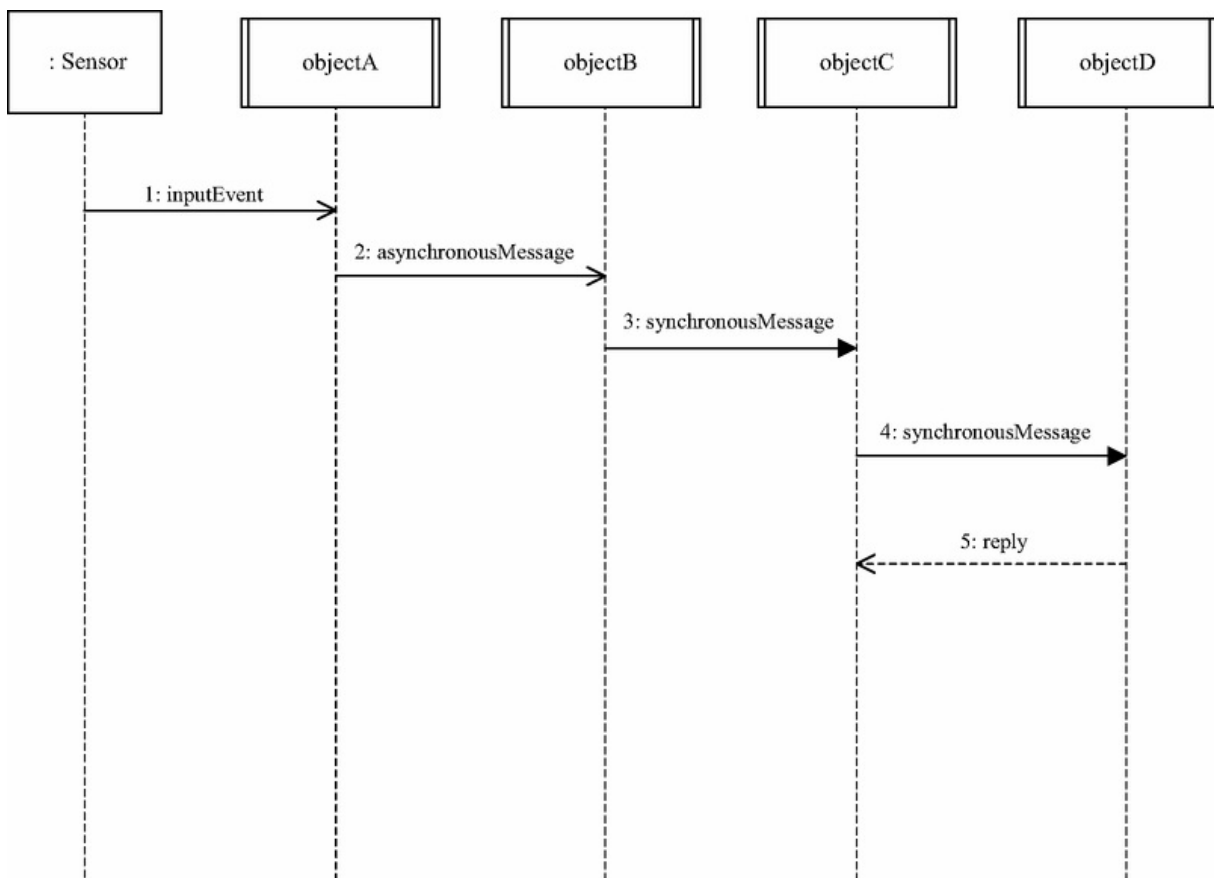 : Sensor
objectA
objectB
objectC
objectD
1: inputEvent
2: asynchronousMessage
3: synchronousMessage
4: synchronousMessage
5: reply